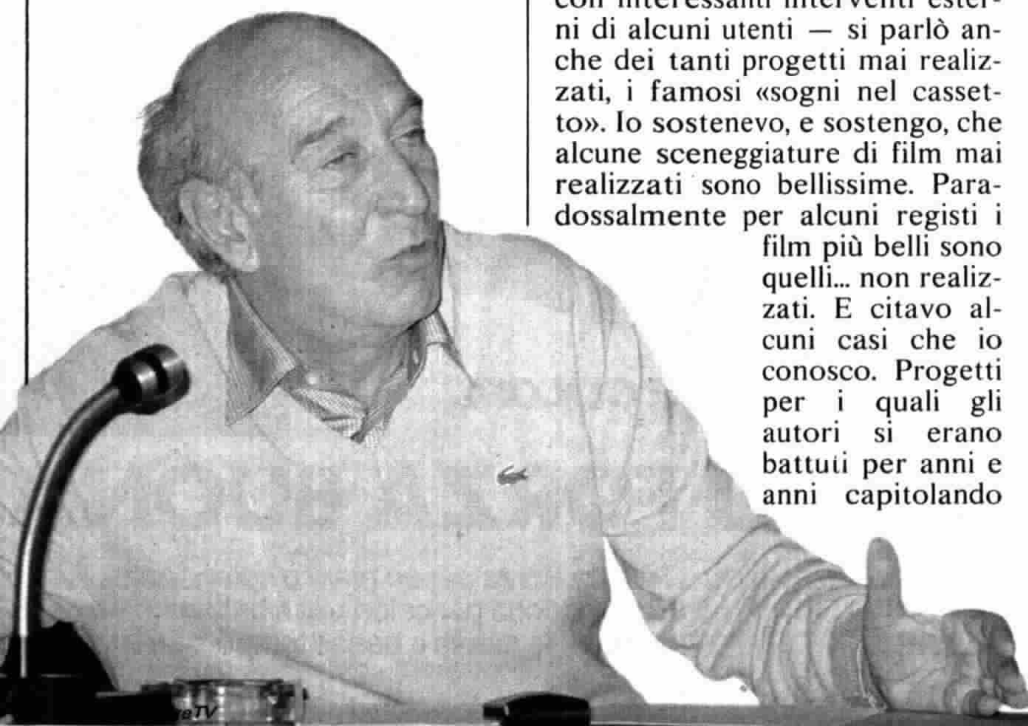 con interessanti interventi ester-
ni di alcuni utenti — si parlò an-
che dei tanti progetti mai realiz-
zati, i famosi «sogni nel casset-
to». Io sostenevo, e sostengo, che
alcune sceneggiature di film mai
realizzati sono bellissime. Para-
dossalmente per alcuni registi i
film più belli sono
quelli... non realiz-
zati. E citavo al-
cuni casi che io
conosco. Progetti
per i quali gli
autori si erano
battuti per anni e
anni capitolando